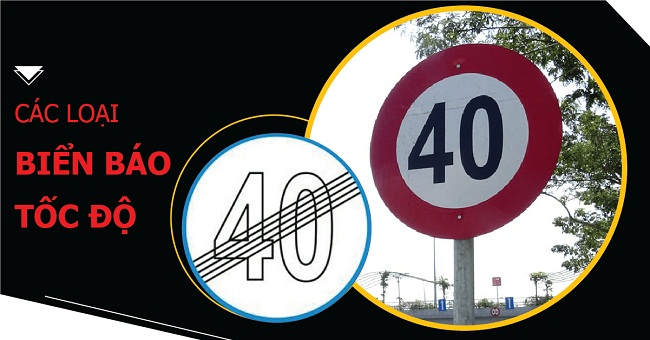 CÁC LOẠI
BIỂN BÁO
TỐC ĐỘ
40
40